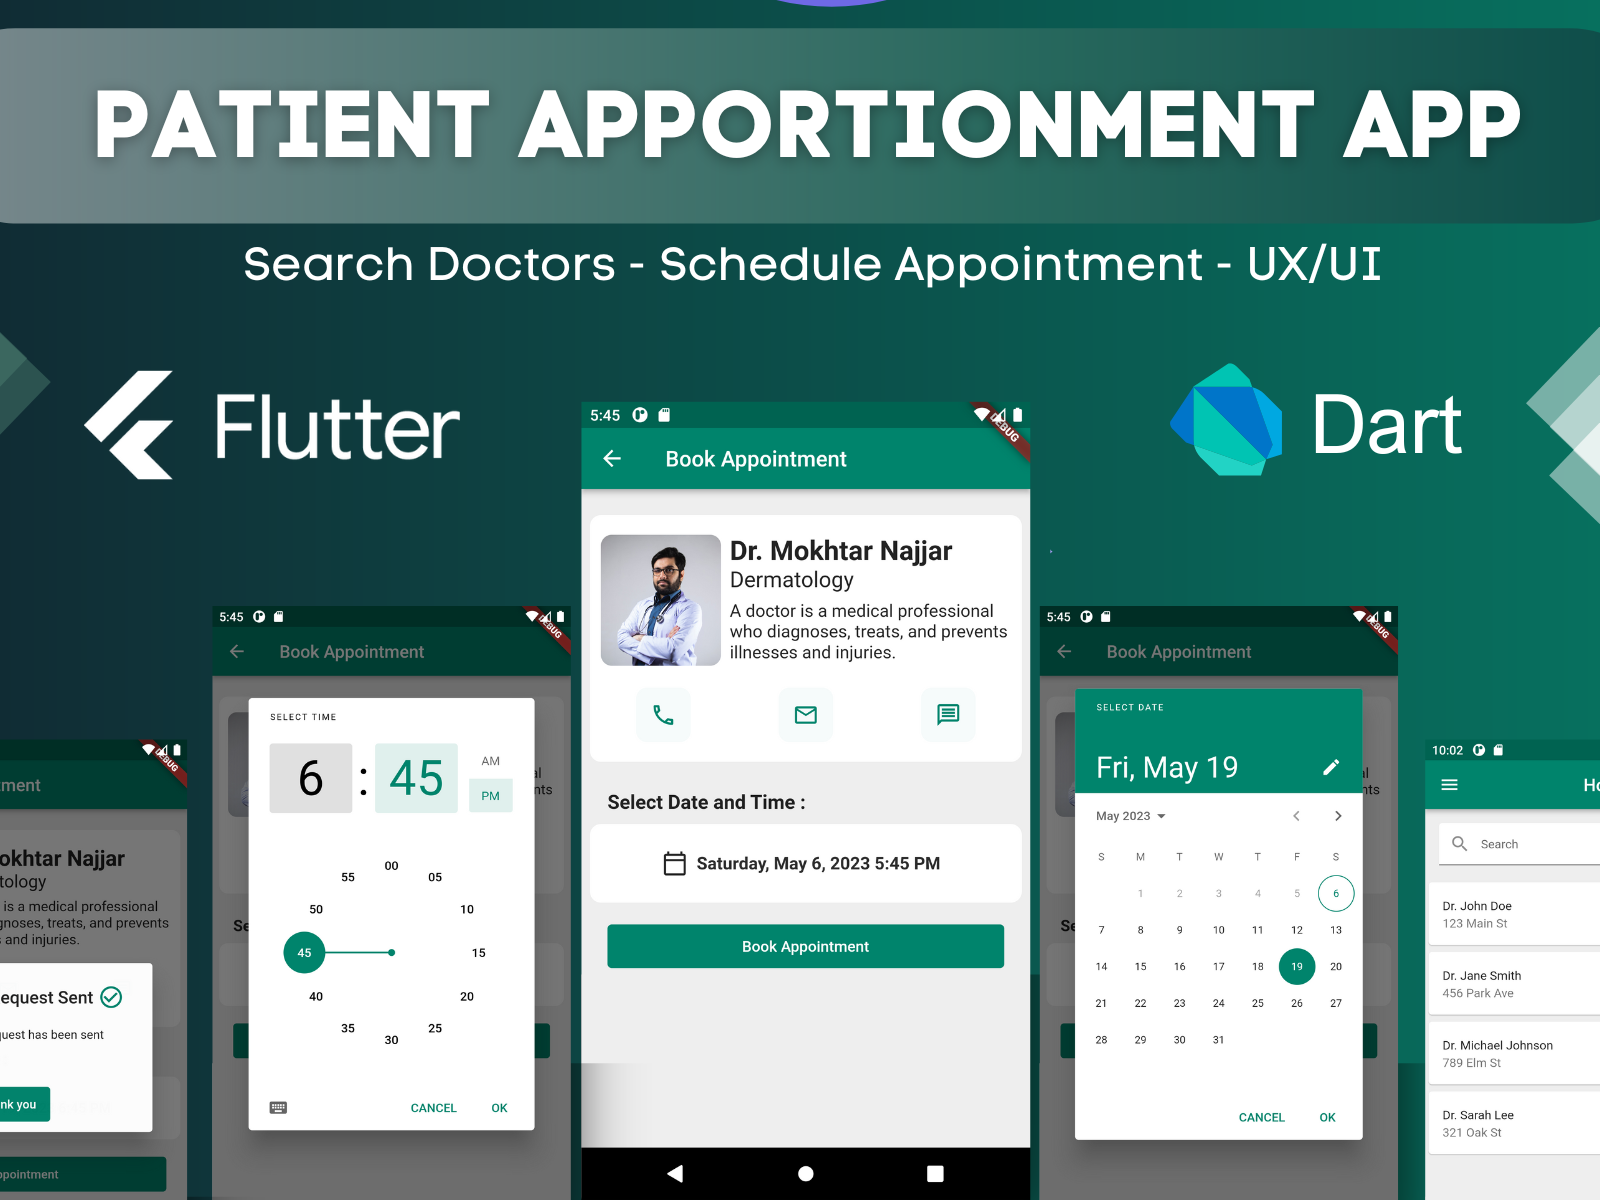 PATIENT APPORTIONMENT APP
Search Doctors - Schedule Appointment - UX/UI
Flutter
Dart
5:45
DEBUG
Book Appointment
Dr. Mokhtar Najjar
Dermatology
A doctor is a medical professional
who diagnoses, treats, and prevents
illnesses and injuries.
Select Date and Time :
Saturday, May 6, 2023 5:45 PM
Book Appointment
5:45
DEBUG
Book Appointment
SELECT TIME
6 : 45
AM
PM
00
55 05
50 10
45 15
40 20
35 25
30
CANCEL OK
5:45
DEBUG
Book Appointment
SELECT DATE
Fri, May 19
May 2023
S M T W T F S
1 2 3 4 5 6
7 8 9 10 11 12 13
14 15 16 17 18 19 20
21 22 23 24 25 26 27
28 29 30 31
CANCEL OK
DEBUG
tment
okhtar Najjar
tology
is a medical professional
gnoses, treats, and prevents
and injuries.
equest Sent
quest has been sent
nk you
ppointment
10:02
Ho
Search
Dr. John Doe
123 Main St
Dr. Jane Smith
456 Park Ave
Dr. Michael Johnson
789 Elm St
Dr. Sarah Lee
321 Oak St